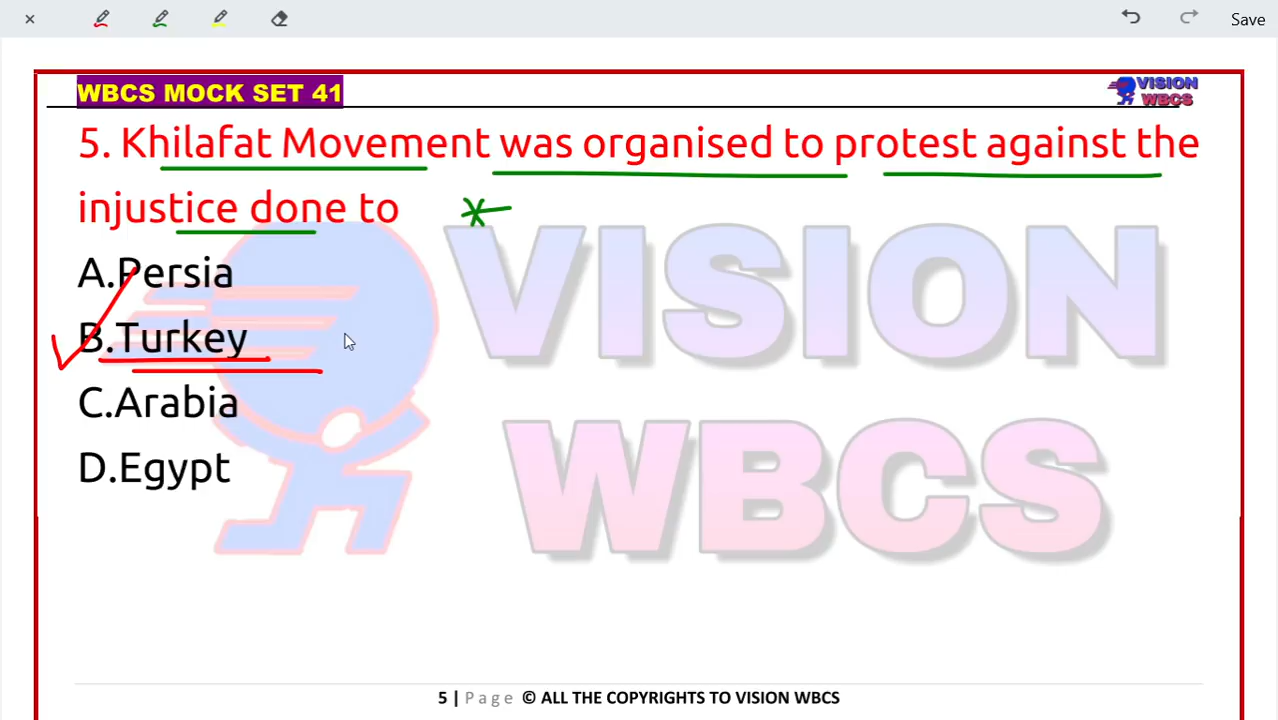 Save
WBCS MOCK SET 41
VISION
WBCS
5. Khilafat Movement was organised to protest against the
injustice done to
A.Persia
B.Turkey
C.Arabia
D.Egypt
VISION
WBCS
5 | Page © ALL THE COPYRIGHTS TO VISION WBCS